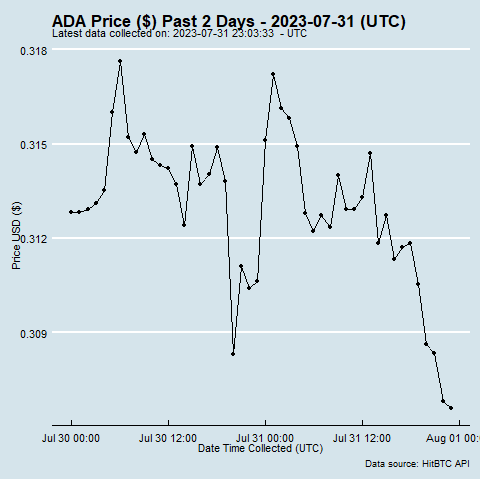 ADA Price ($) Past 2 Days - 2023-07-31 (UTC)
Latest data collected on: 2023-07-31 23:03:33 - UTC
0.318
0.315
0.312
0.309
Price USD ($)
Jul 30 00:00 Jul 30 12:00 Jul 31 00:00 Jul 31 12:00 Aug 01 00:0
Date Time Collected (UTC)
Data source: HitBTC API